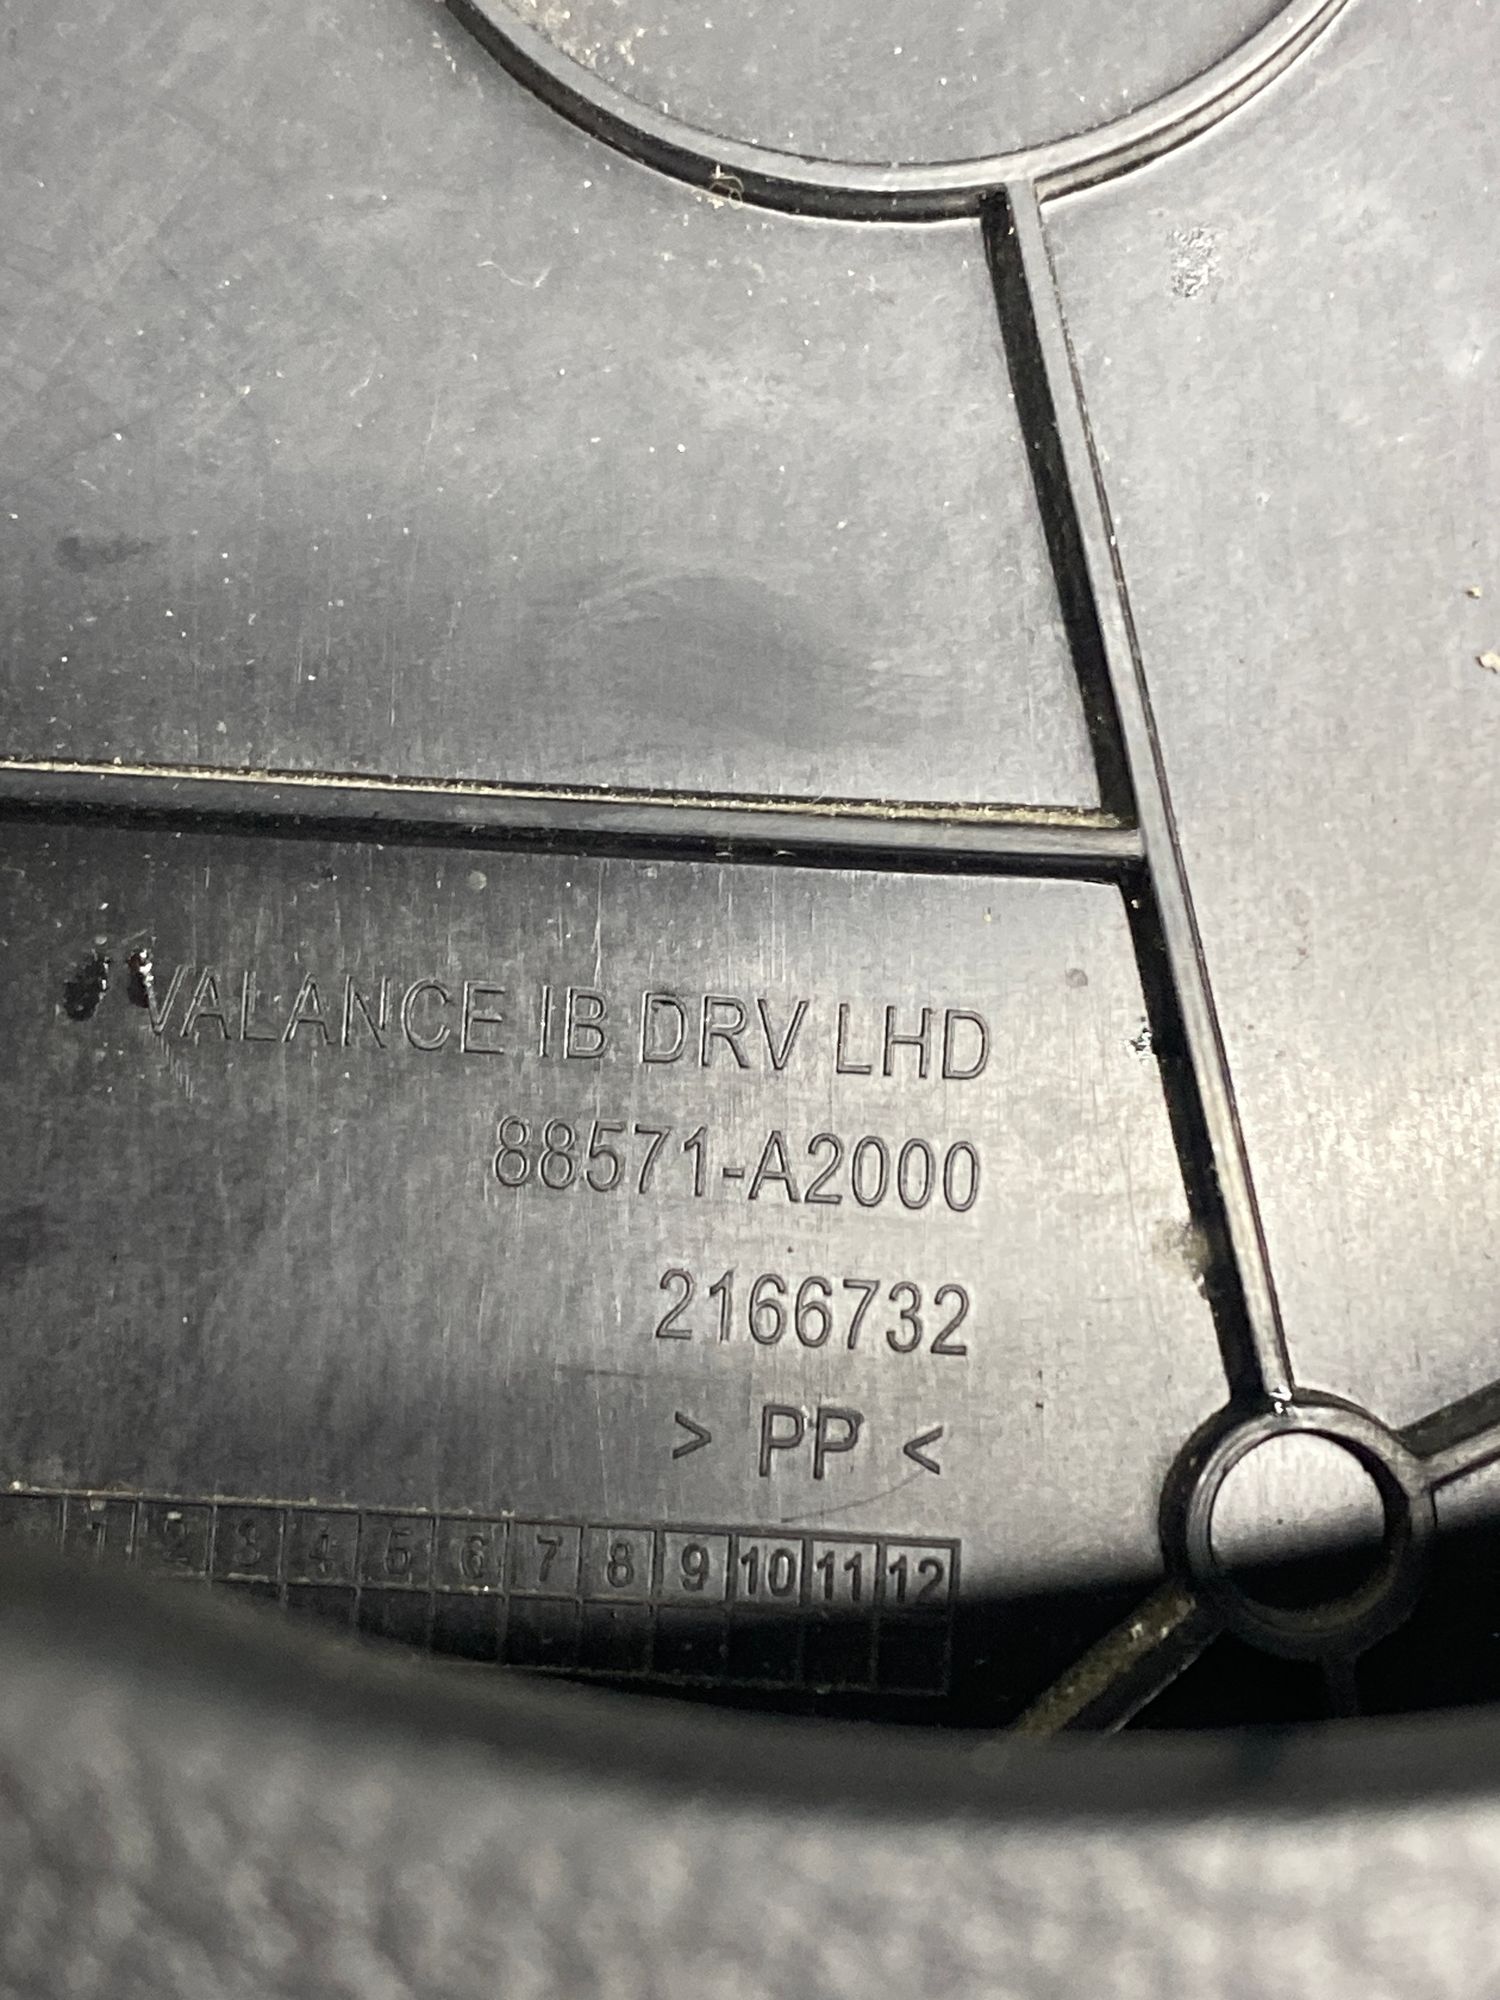 VALANCE IB DRV LHD
88571-A2000
2166732
> PP <
1 2 3 4 5 6 7 8 9 10 11 12